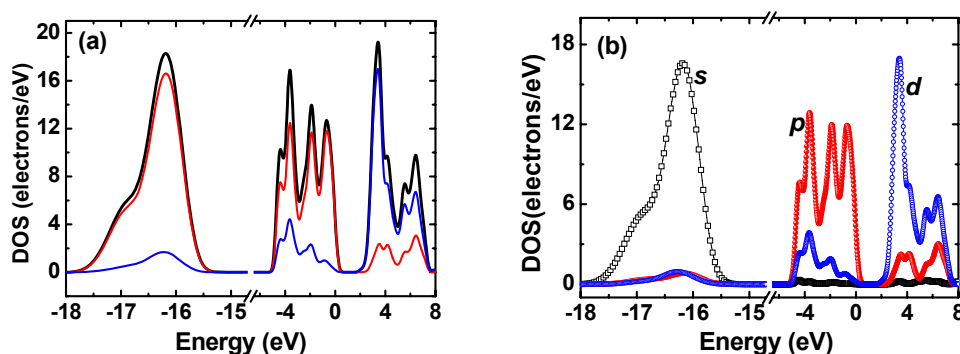 (a)
DOS (electrons/eV)
20
16
12
8
4
0
-18 -17 -16 -15 -4 0 4 8
Energy (eV)
(b)
s
p
d
DOS(electrons/eV)
18
12
6
0
-18 -17 -16 -15 -4 0 4 8
Energy (eV)